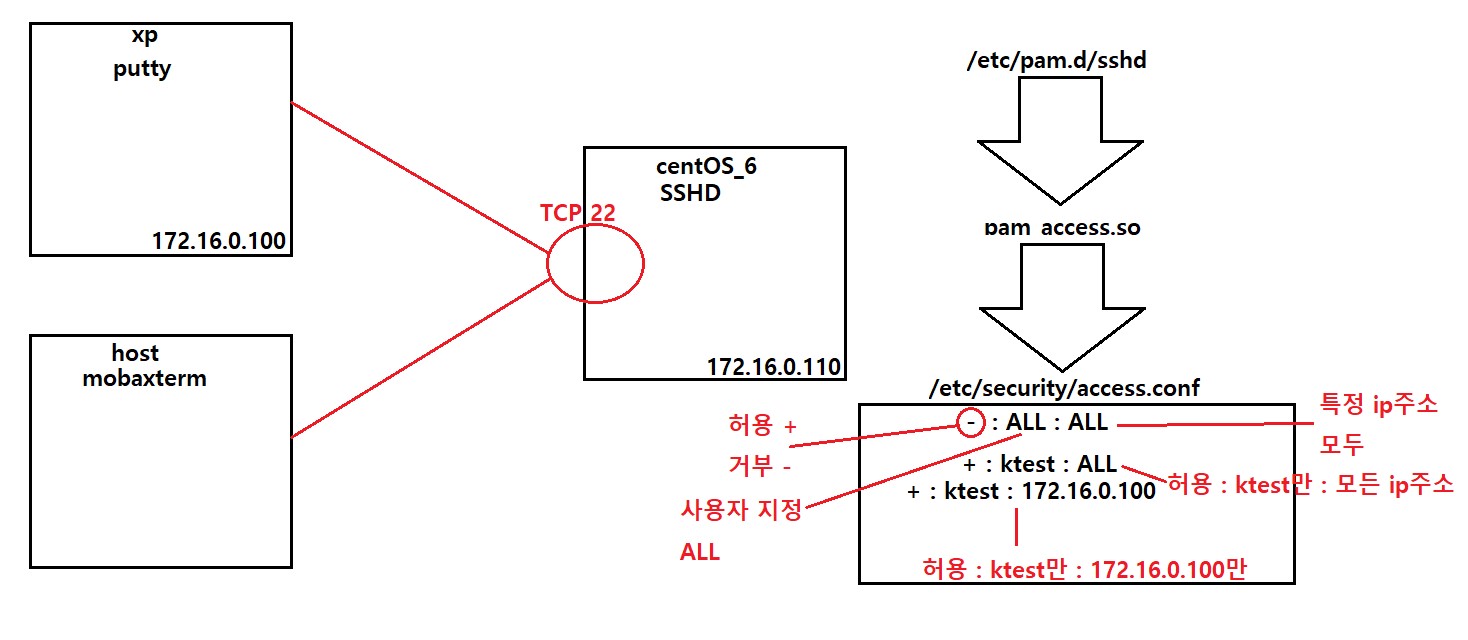 xp
putty
172.16.0.100
host
mobaxterm
TCP 22
centOS_6
SSHD
172.16.0.110
/etc/pam.d/sshd
pam_access.so
/etc/security/access.conf
- : ALL : ALL
+ : ktest : ALL
+ : ktest : 172.16.0.100
허용 +
거부 -
사용자 지정
ALL
특정 ip주소
모두
허용 : ktest만 : 모든 ip주소
허용 : ktest만 : 172.16.0.100만